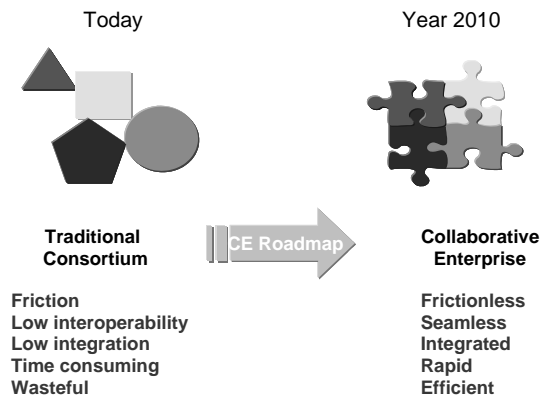 Today
Year 2010
CE Roadmap
Traditional
Consortium
Collaborative
Enterprise
Friction
Low interoperability
Low integration
Time consuming
Wasteful
Frictionless
Seamless
Integrated
Rapid
Efficient